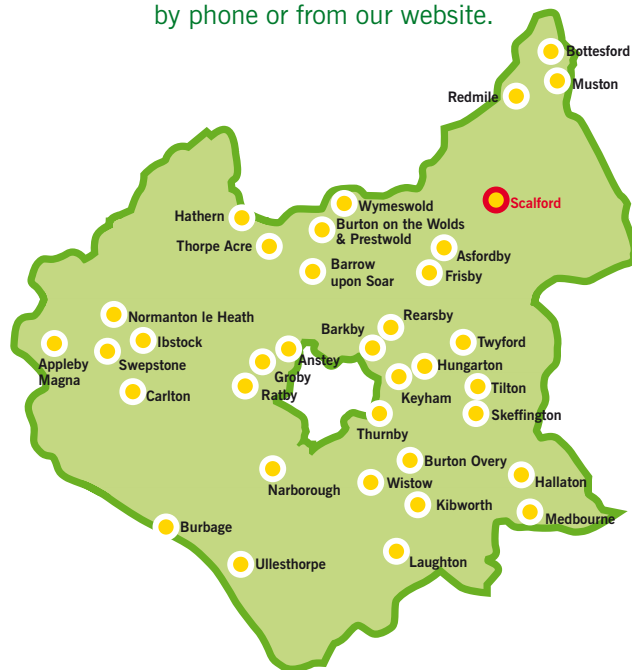 by phone or from our website.
Bottesford
Muston
Redmile
Scalford
Wymeswold
Hathern
Burton on the Wolds
& Prestwold
Thorpe Acre
Asfordby
Barrow
upon Soar
Frisby
Normanton le Heath
Rearsby
Ibstock
Barkby
Twyford
Appleby
Magna
Swepstone
Anstey
Hungarton
Groby
Keyham
Tilton
Carlton
Ratby
Skeffington
Thurnby
Burton Overy
Narborough
Wistow
Hallaton
Kibworth
Medbourne
Burbage
Ullesthorpe
Laughton